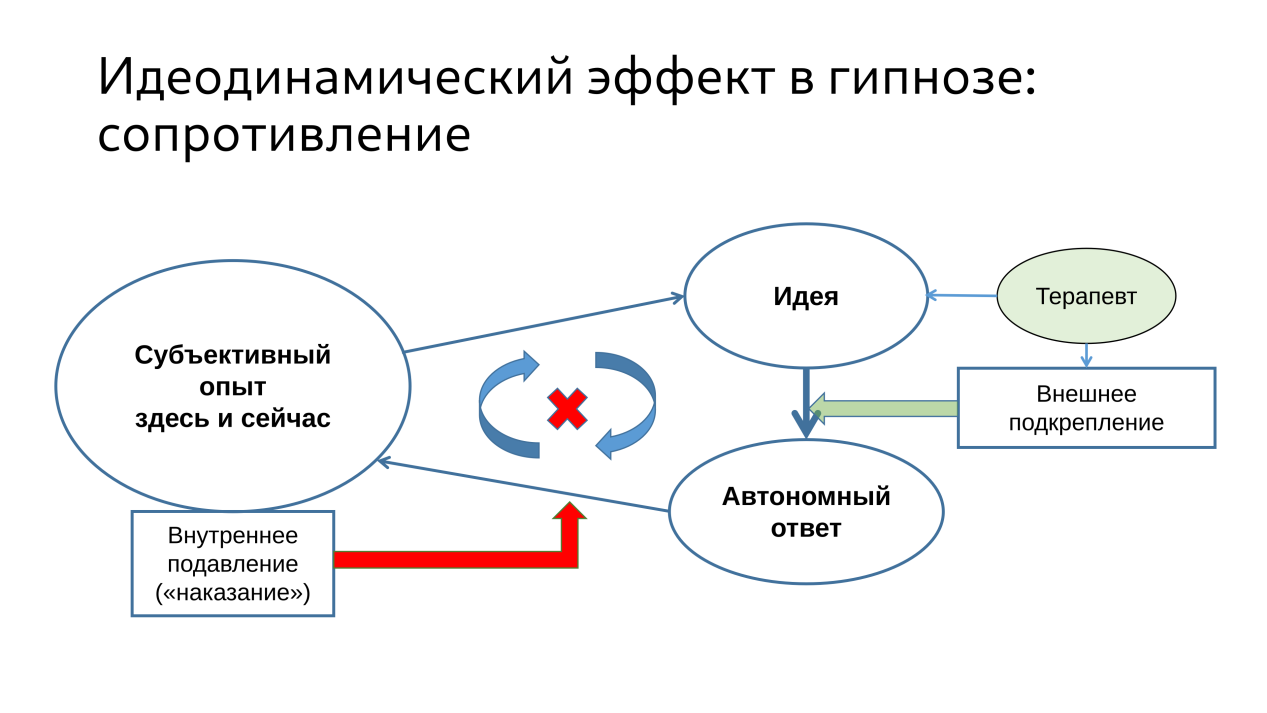 Идеодинамический эффект в гипнозе:
сопротивление
Идея
Терапевт
Субъективный
опыт
здесь и сейчас
Внешнее
подкрепление
Автономный
ответ
Внутреннее
подавление
(«наказание»)